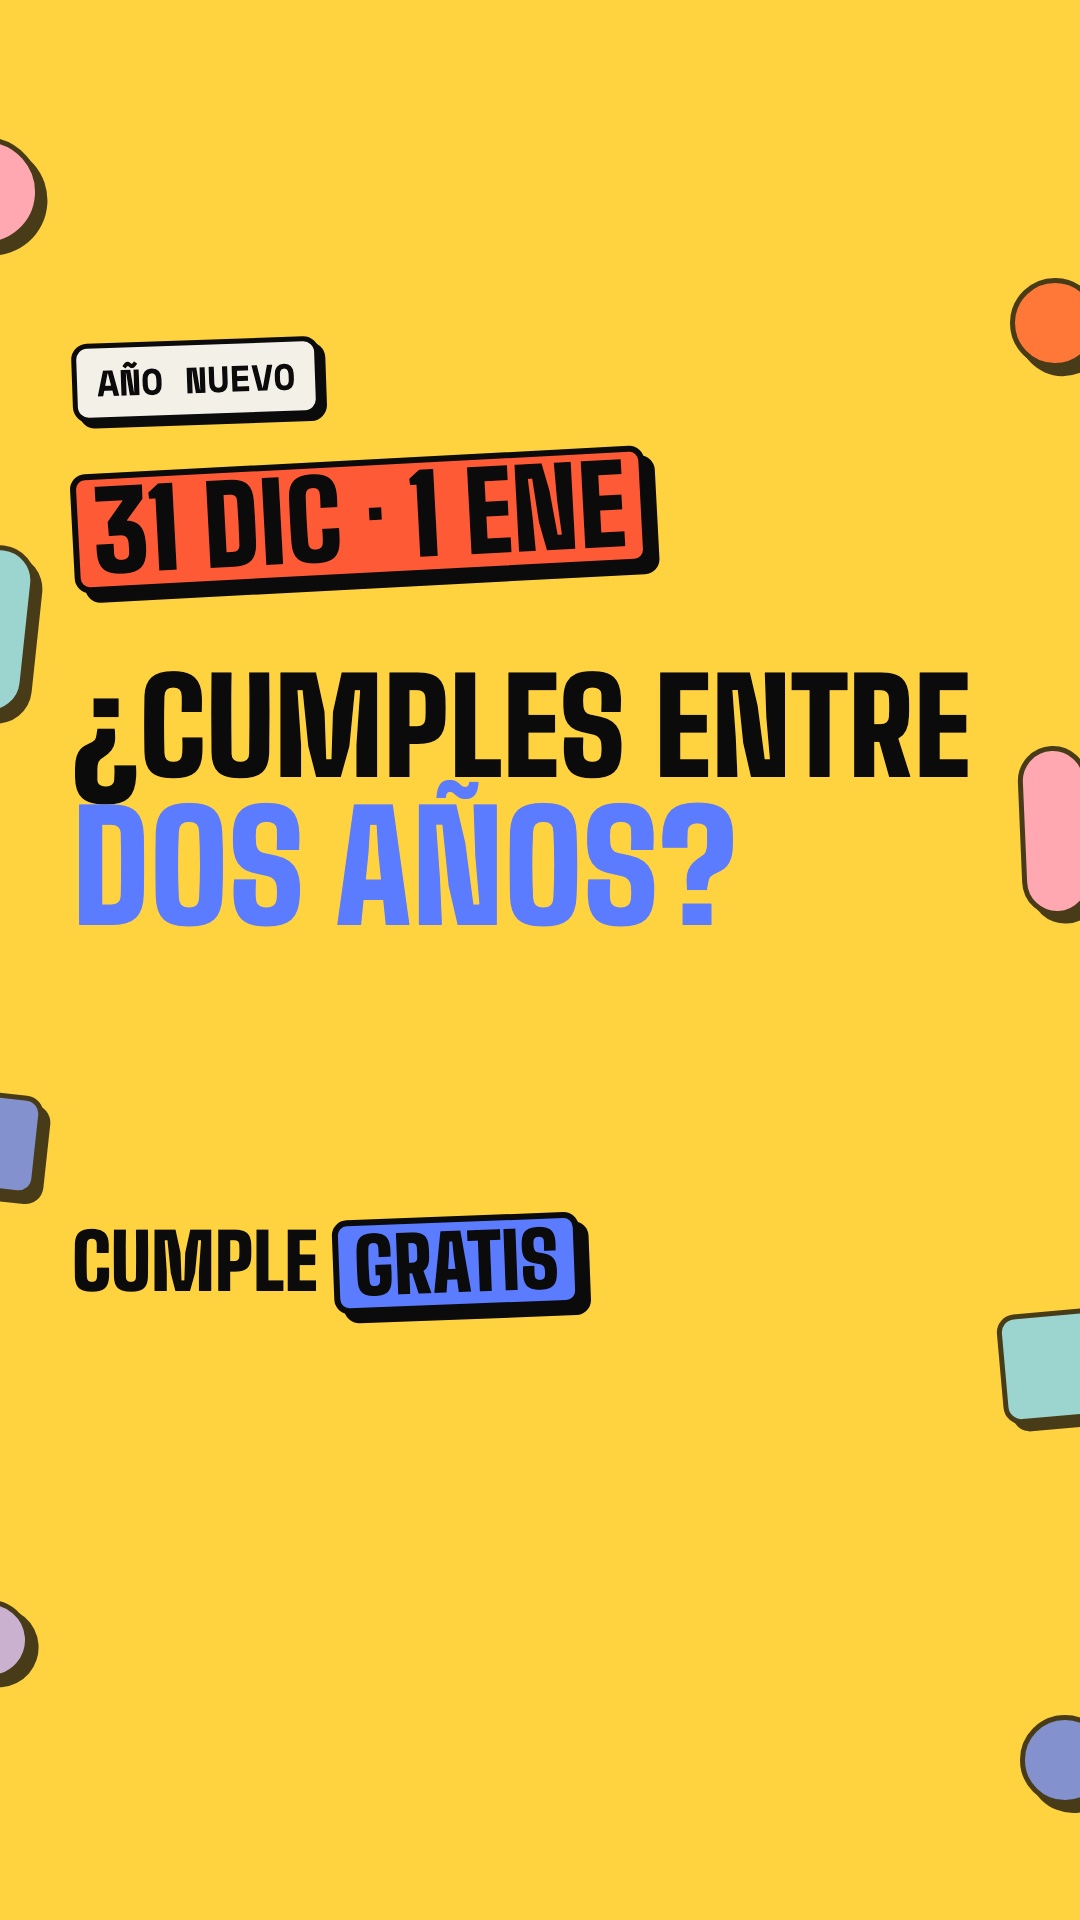 AÑO NUEVO
31 DIC · 1 ENE
¿CUMPLES ENTRE
DOS AÑOS?
CUMPLE GRATIS